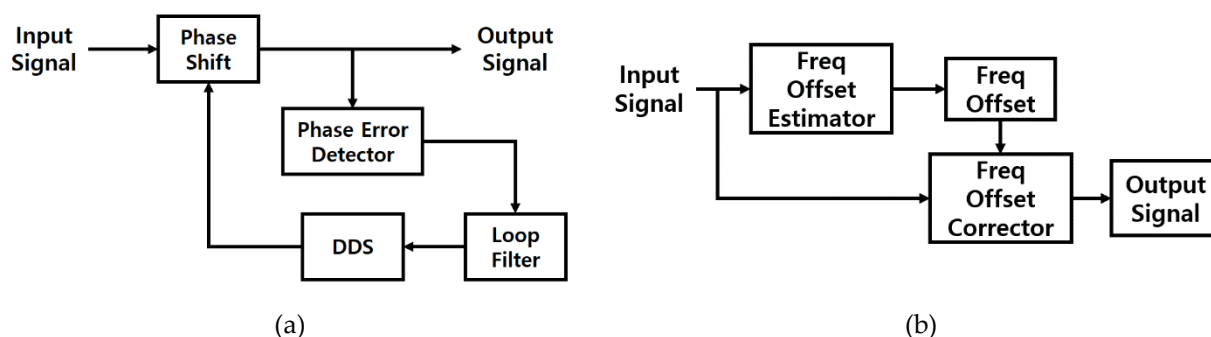 Input
Signal
Phase
Shift
Output
Signal
Phase Error
Detector
DDS
Loop
Filter
(a)
Input
Signal
Freq
Offset
Estimator
Freq
Offset
Freq
Offset
Corrector
Output
Signal
(b)